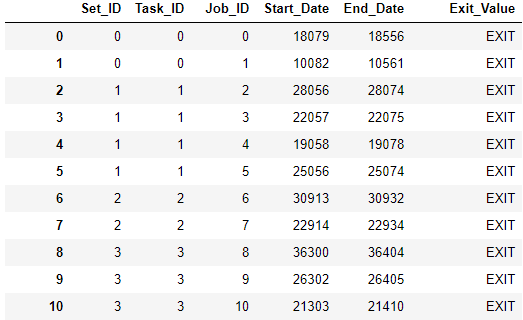 Set_ID Task_ID Job_ID Start_Date End_Date Exit_Value
0 0 0 0 18079 18556 EXIT
1 0 0 1 10082 10561 EXIT
2 1 1 2 28056 28074 EXIT
3 1 1 3 22057 22075 EXIT
4 1 1 4 19058 19078 EXIT
5 1 1 5 25056 25074 EXIT
6 2 2 6 30913 30932 EXIT
7 2 2 7 22914 22934 EXIT
8 3 3 8 36300 36404 EXIT
9 3 3 9 26302 26405 EXIT
10 3 3 10 21303 21410 EXIT